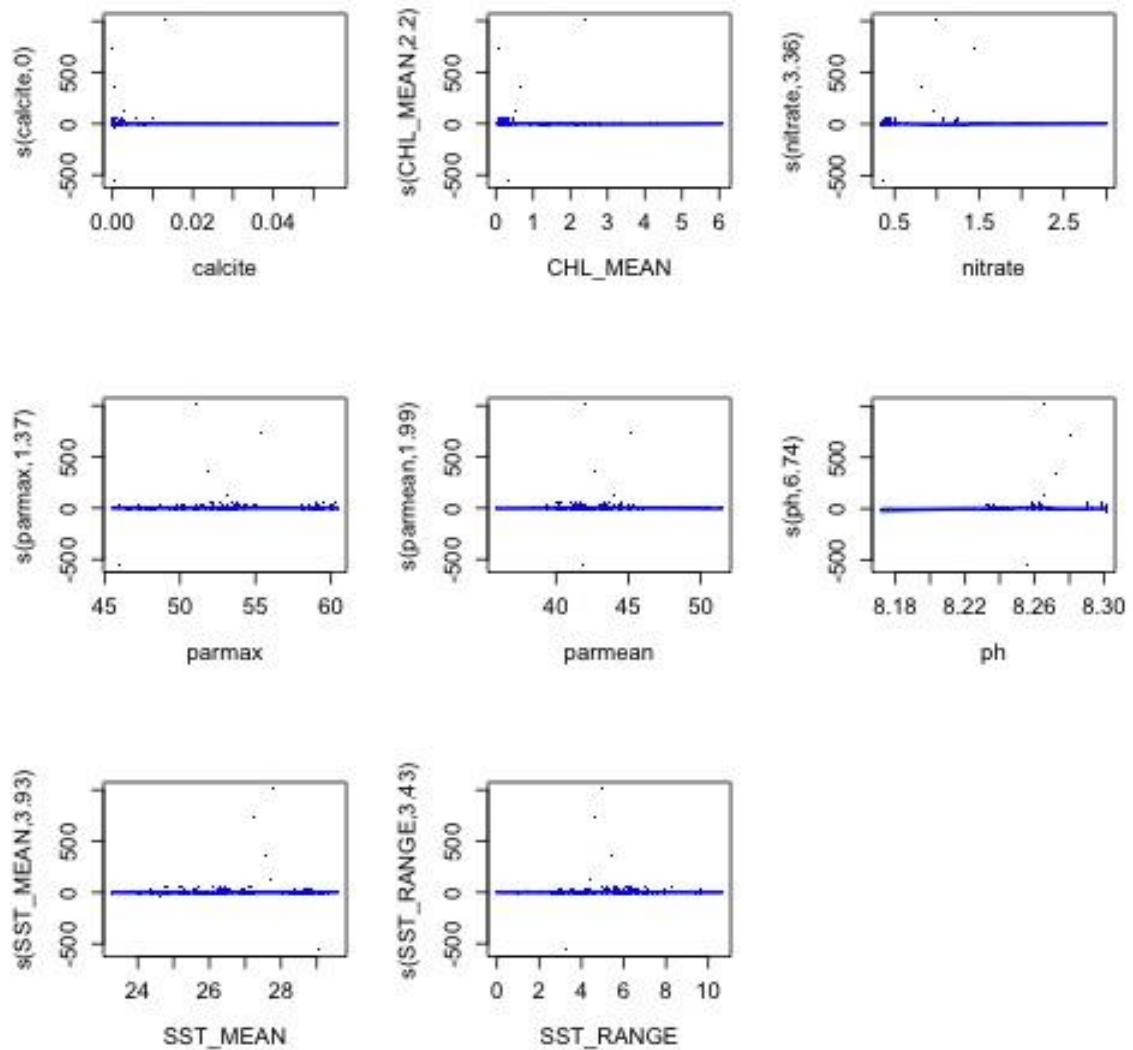 s(calcite,0)
500
0
-500
0.00 0.02 0.04
calcite
s(CHL_MEAN,2.2)
500
0
-500
0 1 2 3 4 5 6
CHL_MEAN
s(nitrate,3.36)
500
0
-500
0.5 1.5 2.5
nitrate
s(parmax,1.37)
500
0
-500
45 50 55 60
parmax
s(parmean,1.99)
500
0
-500
40 45 50
parmean
s(ph,6.74)
500
0
-500
8.18 8.22 8.26 8.30
ph
s(SST_MEAN,3.93)
500
0
-500
24 26 28
SST_MEAN
s(SST_RANGE,3.43)
500
0
-500
0 2 4 6 8 10
SST_RANGE